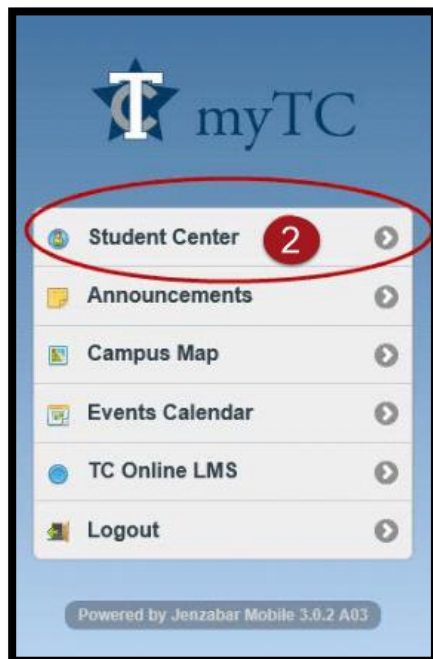 TC myTC
Student Center 2
Announcements
Campus Map
Events Calendar
TC Online LMS
Logout
Powered by Jenzabar Mobile 3.0.2 A03